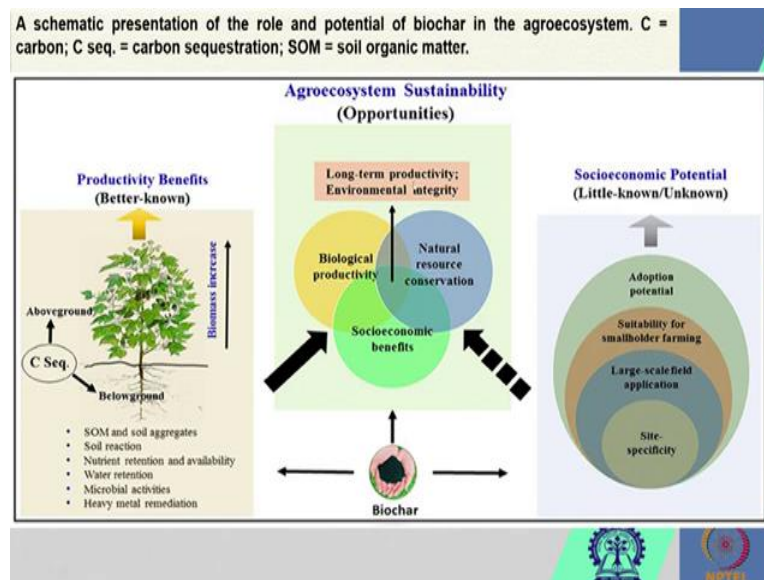 A schematic presentation of the role and potential of biochar in the agroecosystem. C =
carbon; C seq. = carbon sequestration; SOM = soil organic matter.
Agroecosystem Sustainability
(Opportunities)
Long-term productivity;
Environmental integrity
Biological
productivity
Natural
resource
conservation
Socioeconomic
benefits
Productivity Benefits
(Better-known)
Biomass increase
Aboveground
C Seq.
Belowground
• SOM and soil aggregates
• Soil reaction
• Nutrient retention and availability
• Water retention
• Microbial activities
• Heavy metal remediation
Biochar
Socioeconomic Potential
(Little-known/Unknown)
Adoption
potential
Suitability for
smallholder farming
Large-scale field
application
Site-
specificity
NPTEL